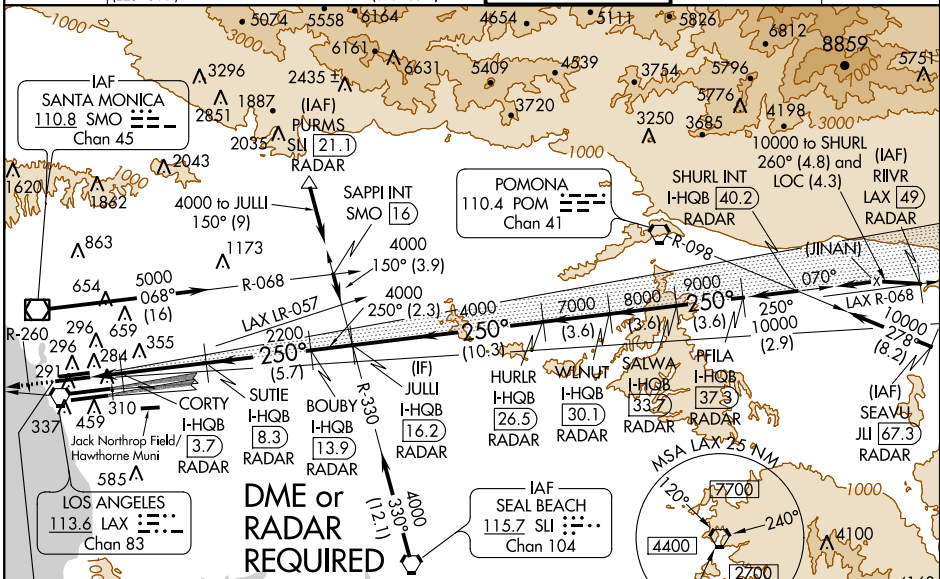 5074
5558
6164
4654
5111
5826
6812
8859
5751
3000
6161
6631
5409
4539
3754
5796
7000
3296
2435 ±
5776
2851
1887
3720
3250
3685
4198
3000
2035
1000
1000
IAF
SANTA MONICA
110.8 SMO
Chan 45
(IAF)
PURMS
SLI 21.1
RADAR
10000 to SHURL
260° (4.8) and
LOC (4.3)
(IAF)
RIIVR
LAX 49
RADAR
1620
1862
2043
1000
4000 to JULLI
150° (9)
SAPPI INT
SMO 16
POMONA
110.4 POM
Chan 41
SHURL INT
I-HQB 40.2
RADAR
863
1173
4000
150° (3.9)
R-098
(JINAN)
654
5000
068°
(16)
R-068
4000
250° (2.3)
4000
7000
8000
9000
070°
LAX R-068
R-260
296
659
LAX LR-057
2200
250°
(5.7)
250°
(10.3)
(3.6)
(3.6)
250°
(3.6)
250°
10000
(2.9)
10000
278°
(8.2)
296
284
355
291
337
459
310
Jack Northrop Field/
Hawthorne Muni
585
CORTY
I-HQB
3.7
RADAR
SUTIE
I-HQB
8.3
RADAR
BOUBY
I-HQB
13.9
RADAR
R-330
(IF)
JULLI
I-HQB
16.2
RADAR
HURLR
I-HQB
26.5
RADAR
WLNUT
I-HQB
30.1
RADAR
SALWA
I-HQB
33.7
RADAR
PFILA
I-HQB
37.3
RADAR
(IAF)
SEAVU
JLI 67.3
RADAR
LOS ANGELES
113.6 LAX
Chan 83
DME or
RADAR
REQUIRED
4000
330°
(12.1)
IAF
SEAL BEACH
115.7 SLI
Chan 104
MSA LAX 25 NM
120°
7700
240°
4400
2700
1000
4100